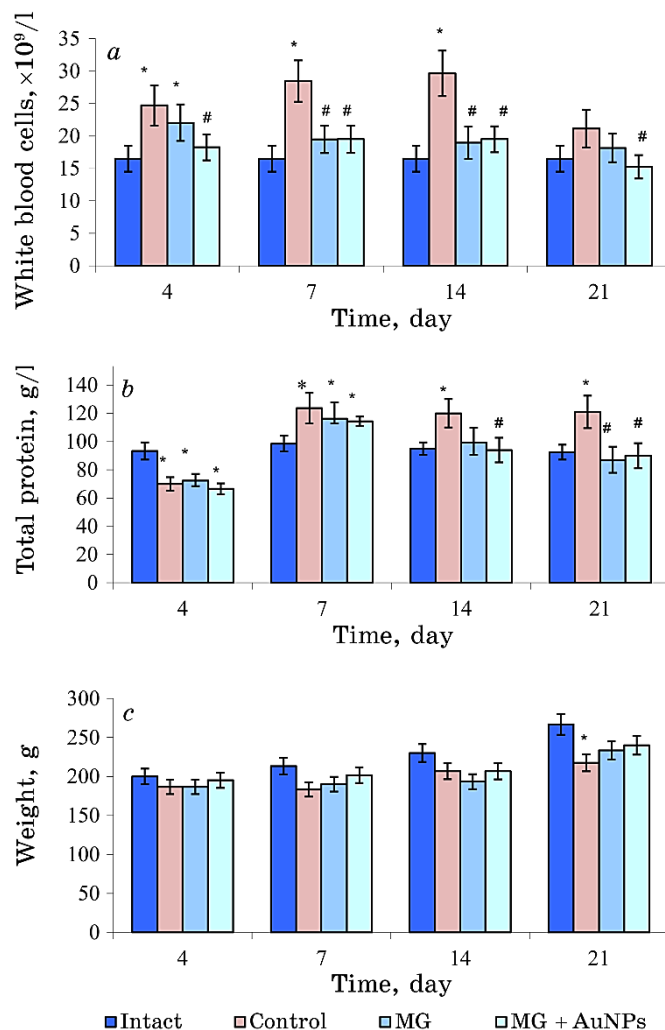 White blood cells, ×10⁹/l
a
35
30
25
20
15
10
5
0
* * # * # # * # # #
4 7 14 21
Time, day
Total protein, g/l
b
140
120
100
80
60
40
20
0
* * * * * * * # * # #
4 7 14 21
Time, day
Weight, g
c
300
250
200
150
100
50
0
*
4 7 14 21
Time, day
Intact Control MG MG + AuNPs